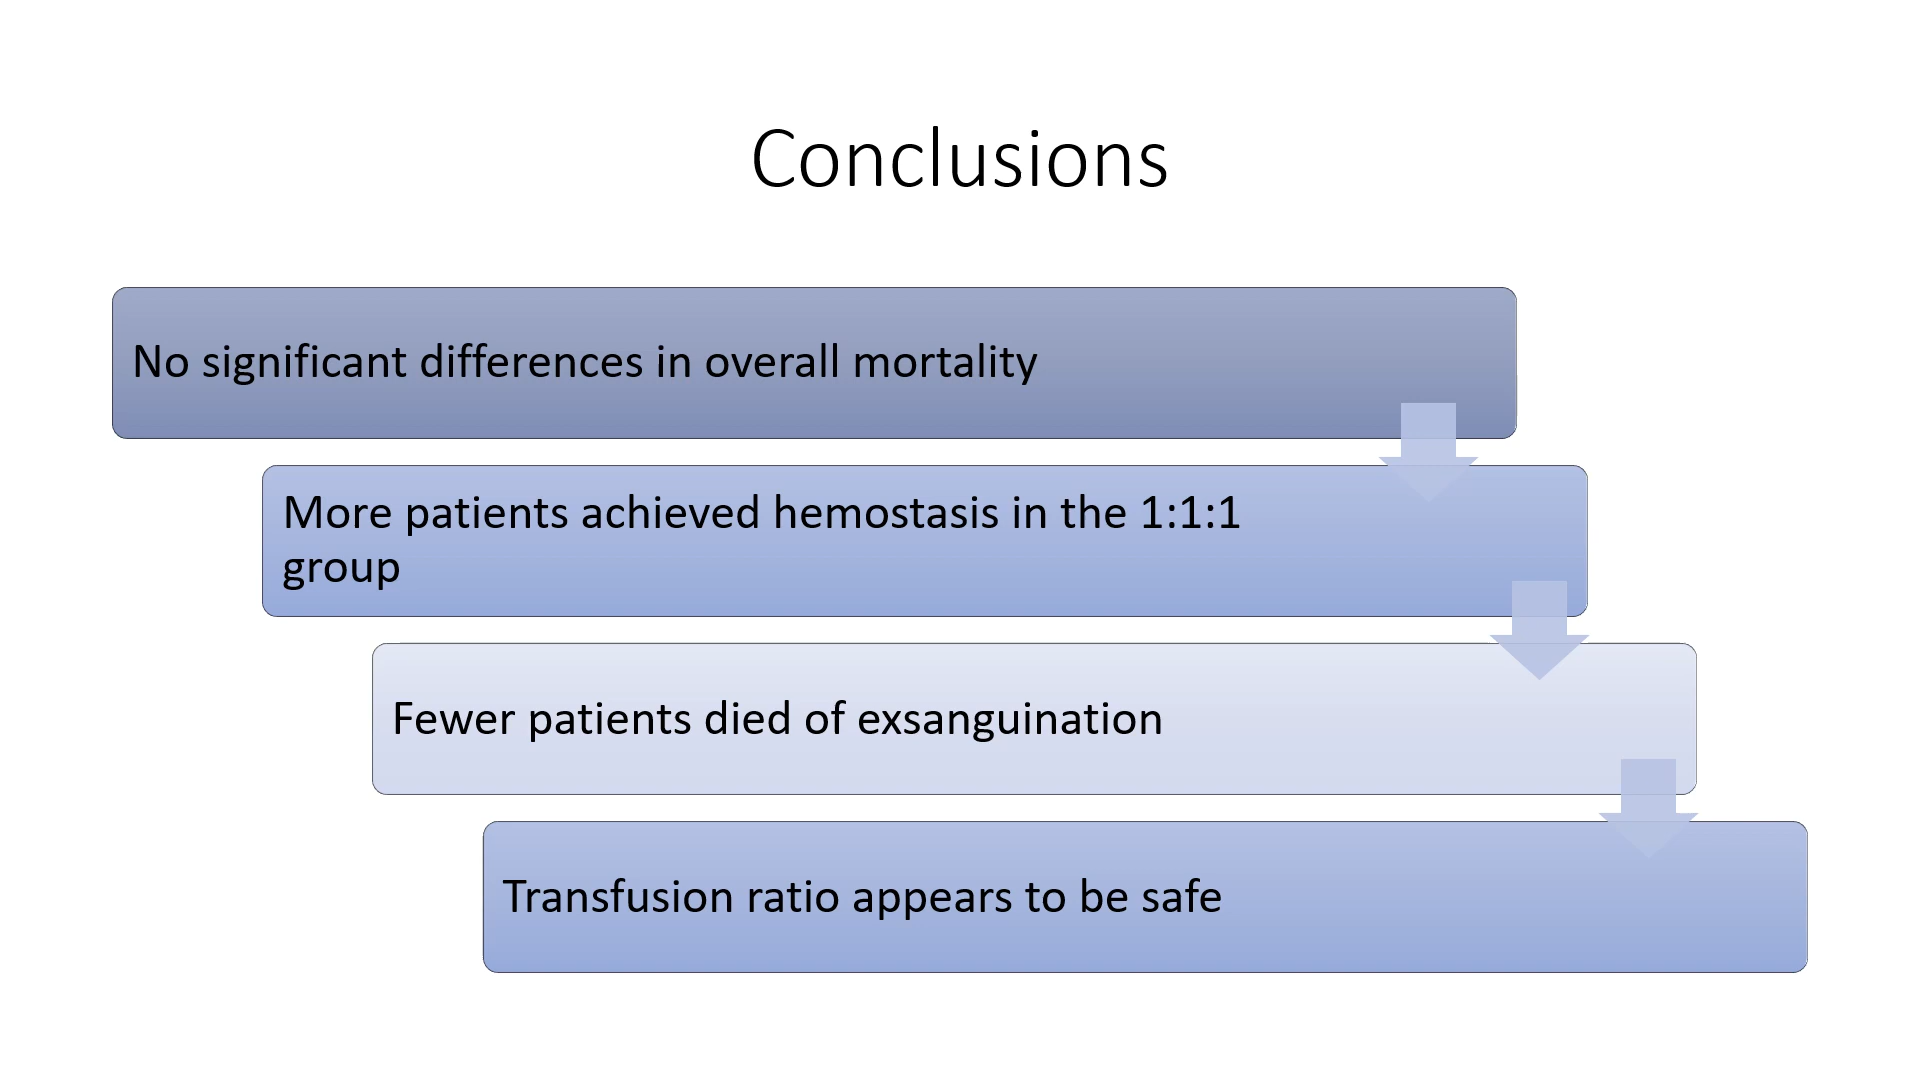 Conclusions
No significant differences in overall mortality
More patients achieved hemostasis in the 1:1:1
group
Fewer patients died of exsanguination
Transfusion ratio appears to be safe